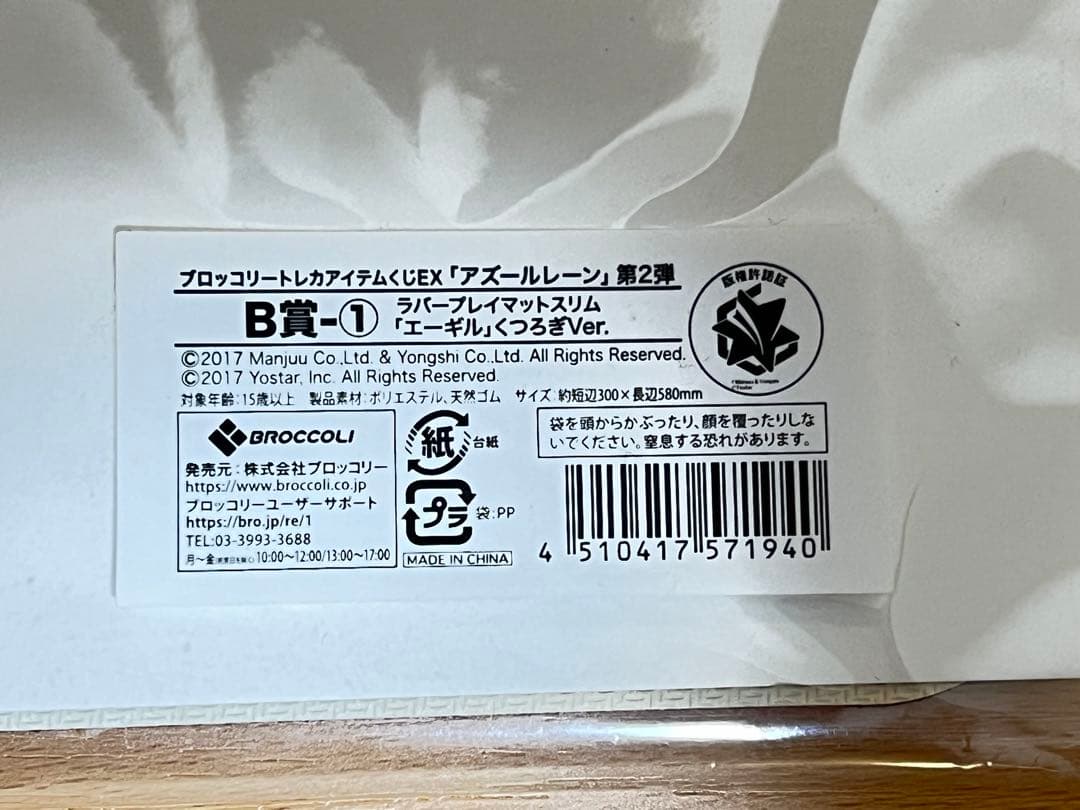 ブロッコリートレカアイテムくじEX「アズールレーン」第2弾
B賞-① ラバープレイマットスリム
「エーギル」くつろぎVer.
版権許諾証
©Manjuu & Yongshi
©Yostar
©2017 Manjuu Co.,Ltd. & Yongshi Co.,Ltd. All Rights Reserved.
©2017 Yostar, Inc. All Rights Reserved.
対象年齢:15歳以上 製品素材:ポリエステル、天然ゴム サイズ:約短辺300×長辺580mm
BROCCOLI
発売元:株式会社ブロッコリー
https://www.broccoli.co.jp
ブロッコリーユーザーサポート
https://bro.jp/re/1
TEL:03-3993-3688
月~金(祝祭日を除く)10:00~12:00/13:00~17:00
紙 台紙
プラ 袋:PP
MADE IN CHINA
袋を頭からかぶったり、顔を覆ったりしな
いでください。窒息する恐れがあります。
4 510417 571940